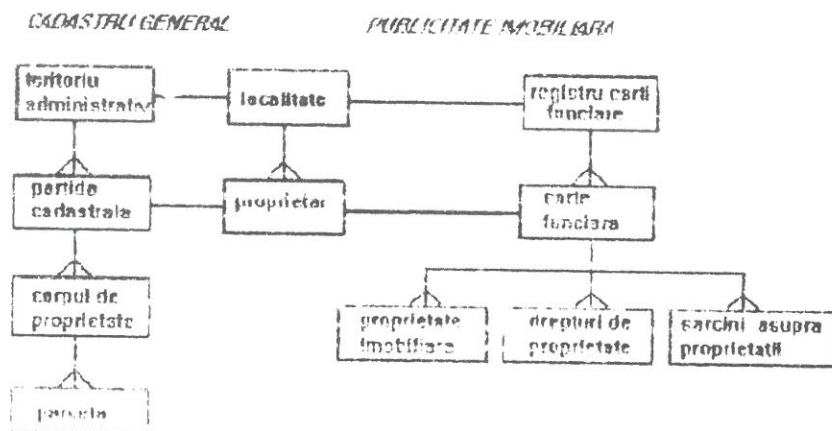 CADASTRU GENERAL
PUBLICITATE IMOBILIARA
teritoriu
administrativ
localitate
registru carti
funciare
partida
cadastrala
proprietar
carte
funciara
corpul de
proprietate
proprietate
imobiliara
drepturi de
proprietate
sarcini asupra
proprietatii
parcela